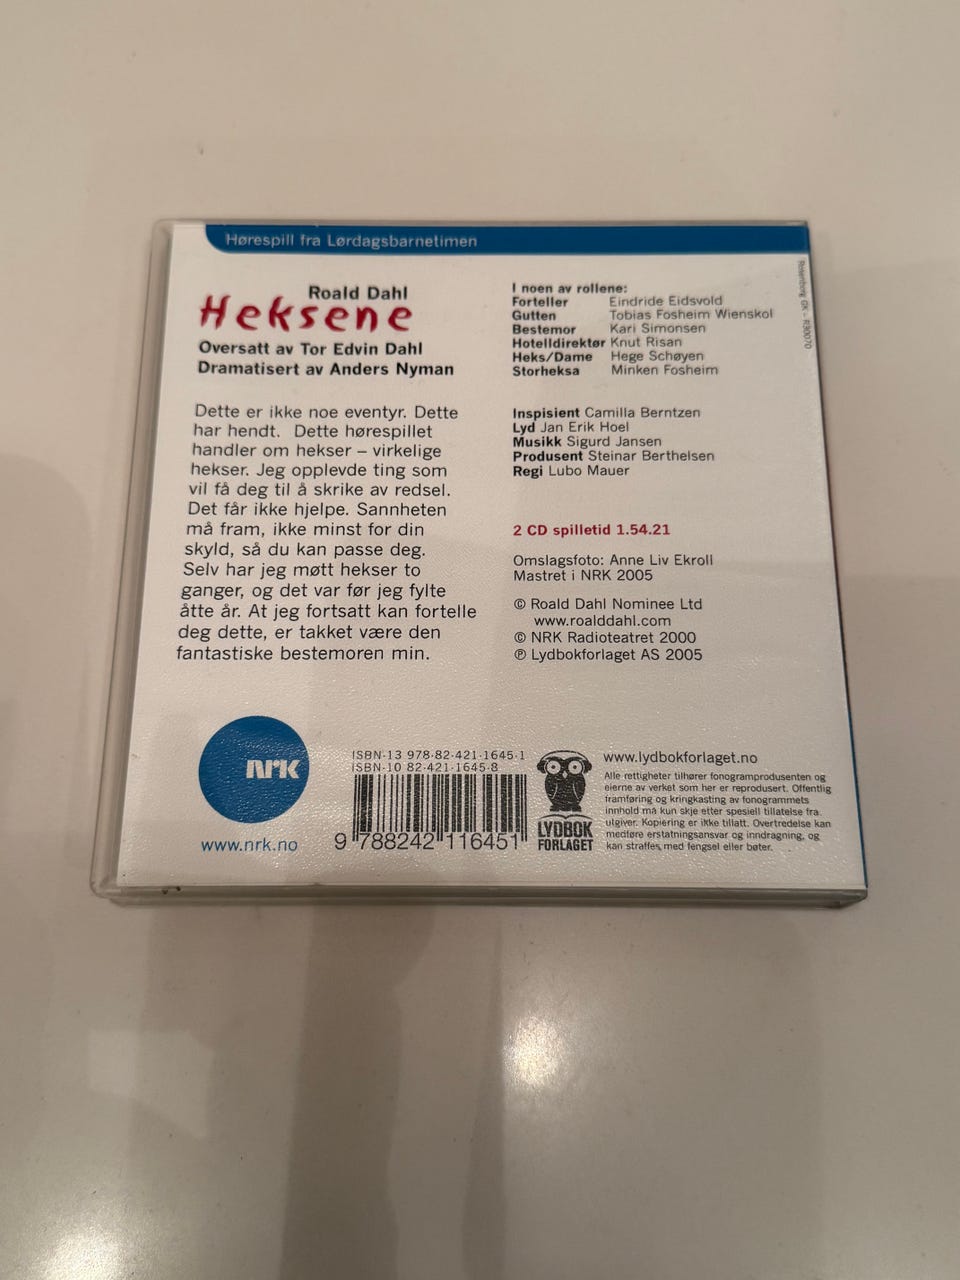 Hørespill fra Lørdagsbarnetimen
Roald Dahl
Heksene
Oversatt av Tor Edvin Dahl
Dramatisert av Anders Nyman
Dette er ikke noe eventyr. Dette
har hendt. Dette hørespillet
handler om hekser – virkelige
hekser. Jeg opplevde ting som
vil få deg til å skrike av redsel.
Det får ikke hjelpe. Sannheten
må fram, ikke minst for din
skyld, så du kan passe deg.
Selv har jeg møtt hekser to
ganger, og det var før jeg fylte
åtte år. At jeg fortsatt kan fortelle
deg dette, er takket være den
fantastiske bestemoren min.
I noen av rollene:
Forteller Eindride Eidsvold
Gutten Tobias Fosheim Wienskol
Bestemor Kari Simonsen
Hotelldirektør Knut Risan
Heks/Dame Hege Schøyen
Storheksa Minken Fosheim
Inspisient Camilla Berntzen
Lyd Jan Erik Hoel
Musikk Sigurd Jansen
Produsent Steinar Berthelsen
Regi Lubo Mauer
2 CD spilletid 1.54.21
Omslagsfoto: Anne Liv Ekroll
Mastret i NRK 2005
© Roald Dahl Nominee Ltd
www.roalddahl.com
© NRK Radioteatret 2000
℗ Lydbokforlaget AS 2005
nrk
www.nrk.no
ISBN-13 978-82-421-1645-1
ISBN-10 82-421-1645-8
9 788242 116451
LYDBOK
FORLAGET
www.lydbokforlaget.no
Alle rettigheter tilhører fonogramprodusenten og
eierne av verket som her er reprodusert. Offentlig
framføring og kringkasting av fonogrammets
innhold må kun skje etter spesiell tillatelse fra
utgiver. Kopiering er ikke tillatt. Overtredelse kan
medføre erstatningsansvar og inndragning, og
kan straffes med fengsel eller bøter.